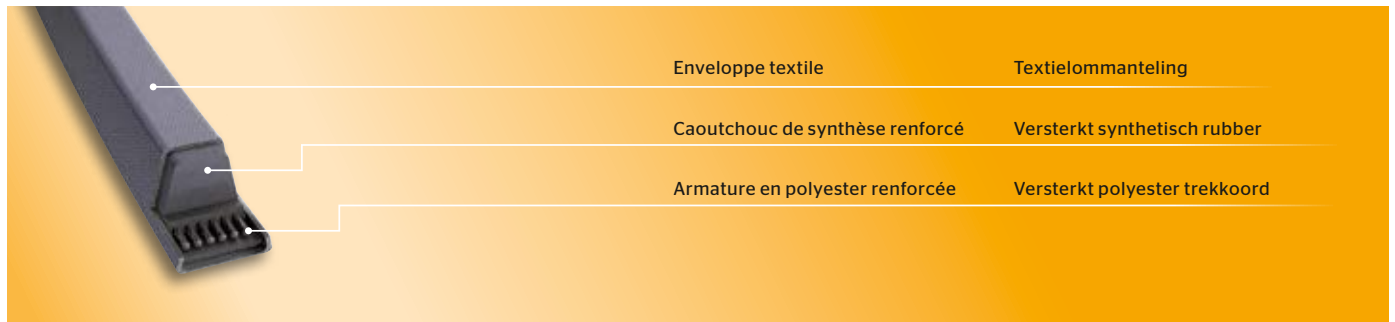 Enveloppe textile Textielommanteling
Caoutchouc de synthèse renforcé Versterkt synthetisch rubber
Armature en polyester renforcée Versterkt polyester trekkoord